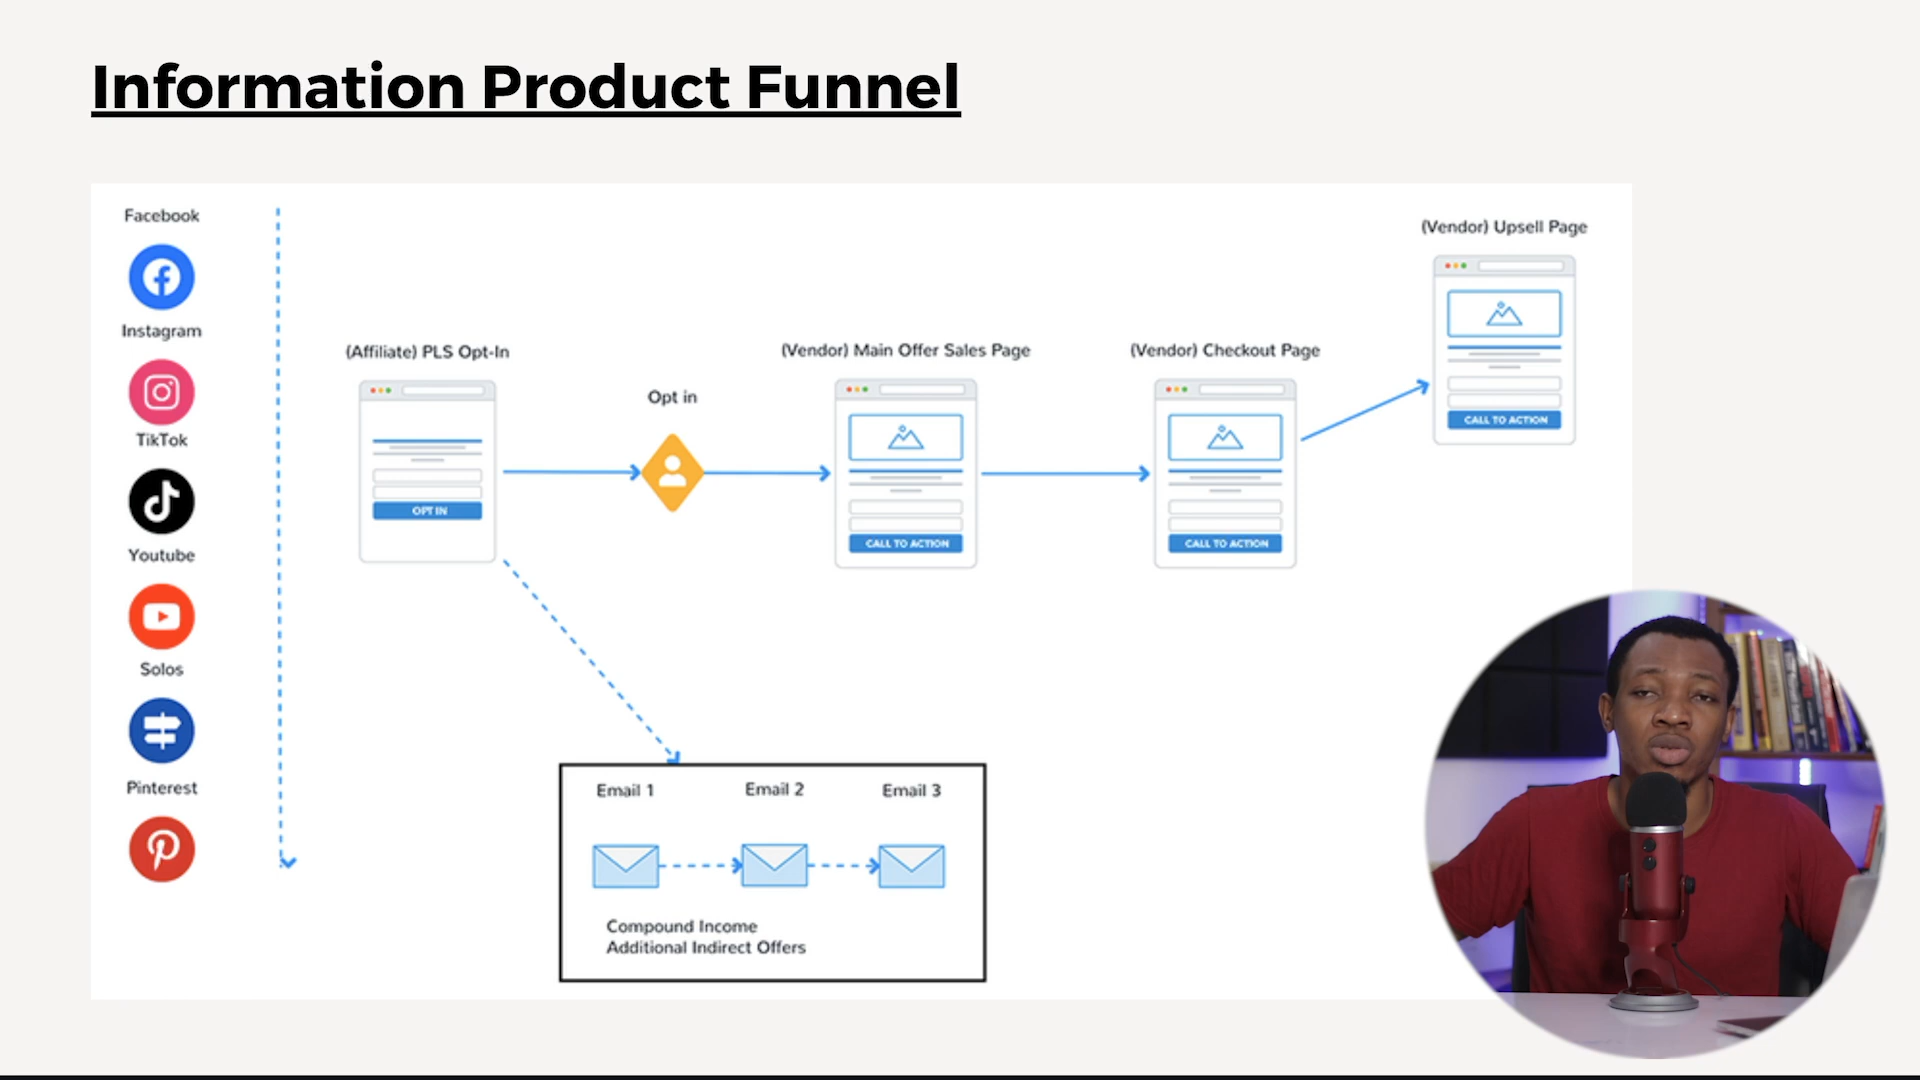 Information Product Funnel
Facebook
Instagram
TikTok
Youtube
Solos
Pinterest
(Affiliate) PLS Opt-In
OPT IN
Opt in
(Vendor) Main Offer Sales Page
CALL TO ACTION
(Vendor) Checkout Page
CALL TO ACTION
(Vendor) Upsell Page
CALL TO ACTION
Email 1
Email 2
Email 3
Compound Income
Additional Indirect Offers